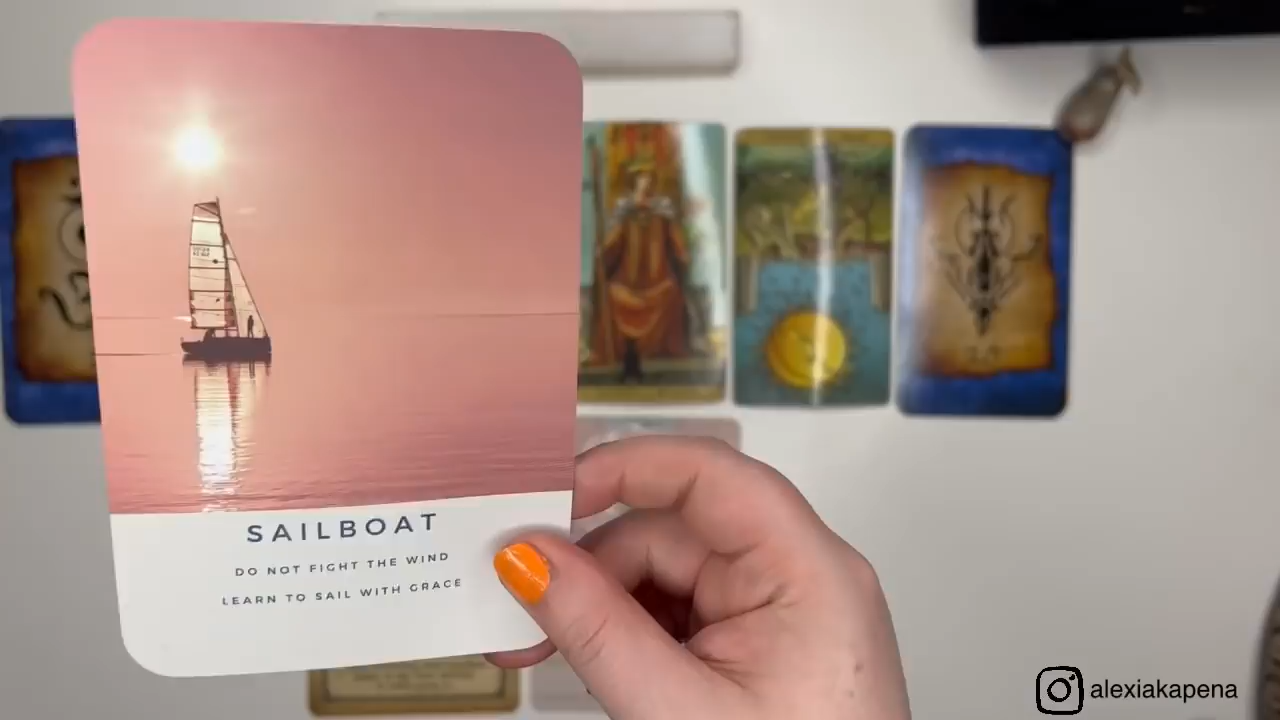 SAILBOAT
DO NOT FIGHT THE WIND
LEARN TO SAIL WITH GRACE
alexiakapena